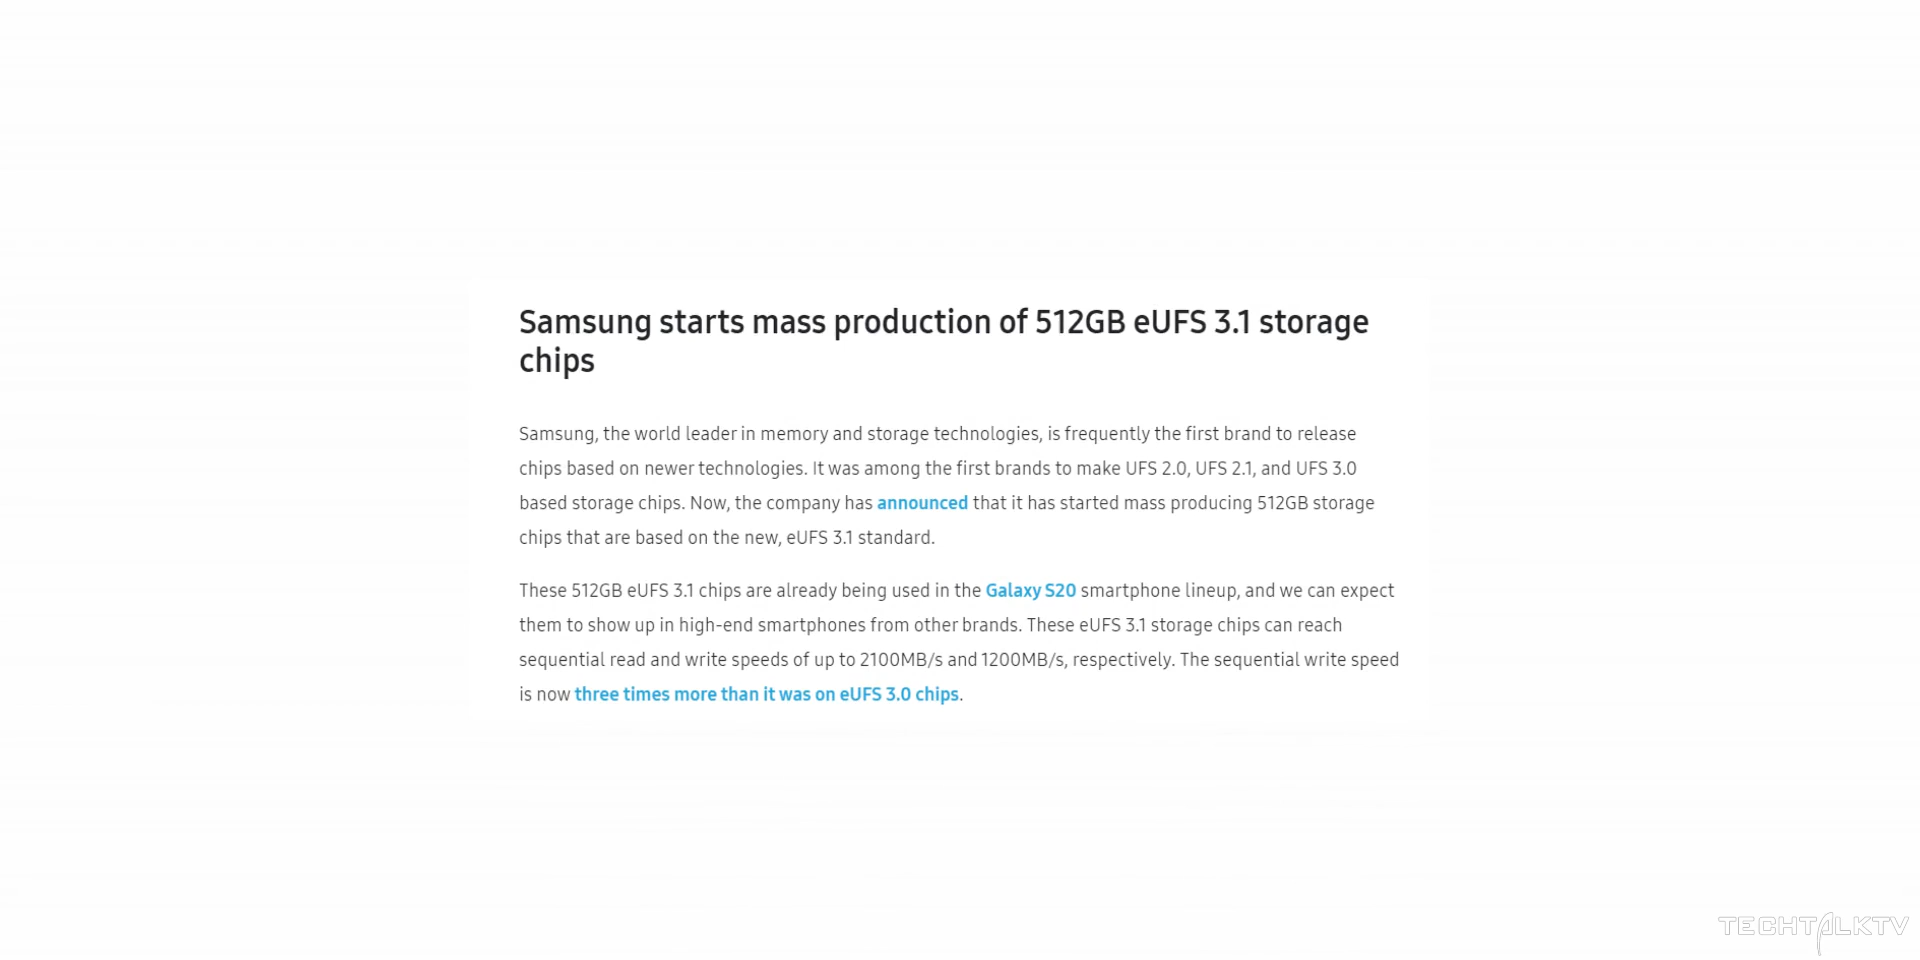 Samsung starts mass production of 512GB eUFS 3.1 storage
chips
Samsung, the world leader in memory and storage technologies, is frequently the first brand to release
chips based on newer technologies. It was among the first brands to make UFS 2.0, UFS 2.1, and UFS 3.0
based storage chips. Now, the company has announced that it has started mass producing 512GB storage
chips that are based on the new, eUFS 3.1 standard.
These 512GB eUFS 3.1 chips are already being used in the Galaxy S20 smartphone lineup, and we can expect
them to show up in high-end smartphones from other brands. These eUFS 3.1 storage chips can reach
sequential read and write speeds of up to 2100MB/s and 1200MB/s, respectively. The sequential write speed
is now three times more than it was on eUFS 3.0 chips.
TECHTALKTV